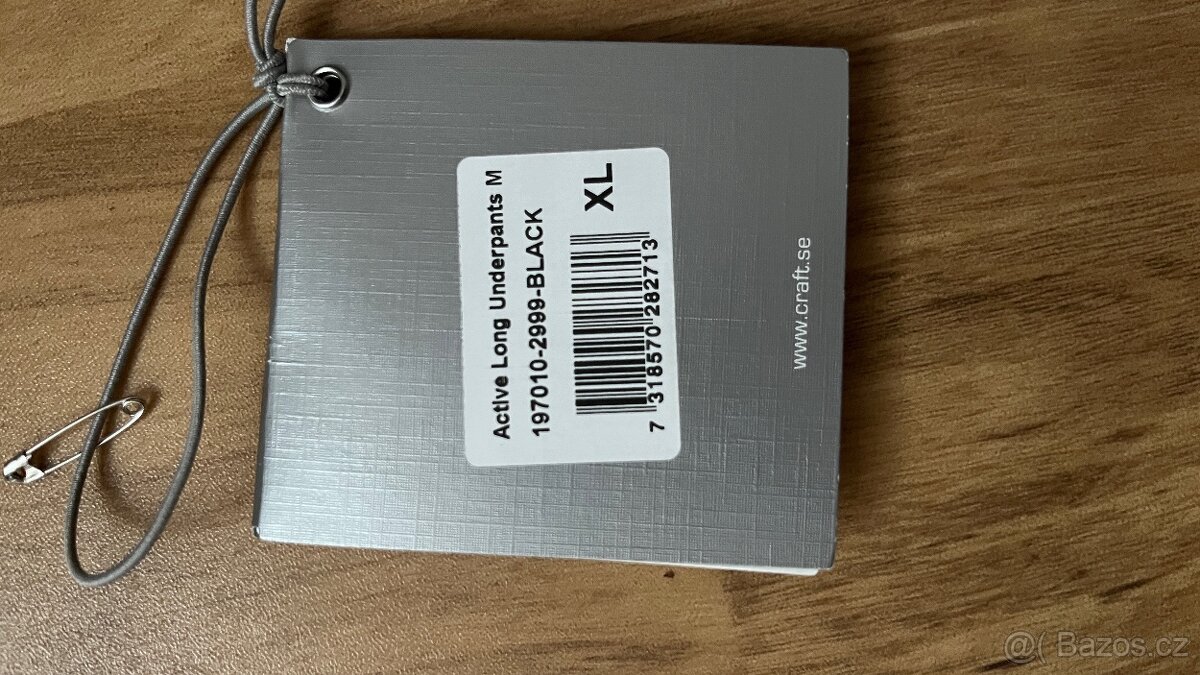 Active Long Underpants M
197010-2999-BLACK
XL
7 318570 282713
www.craft.se
@( Bazos.cz